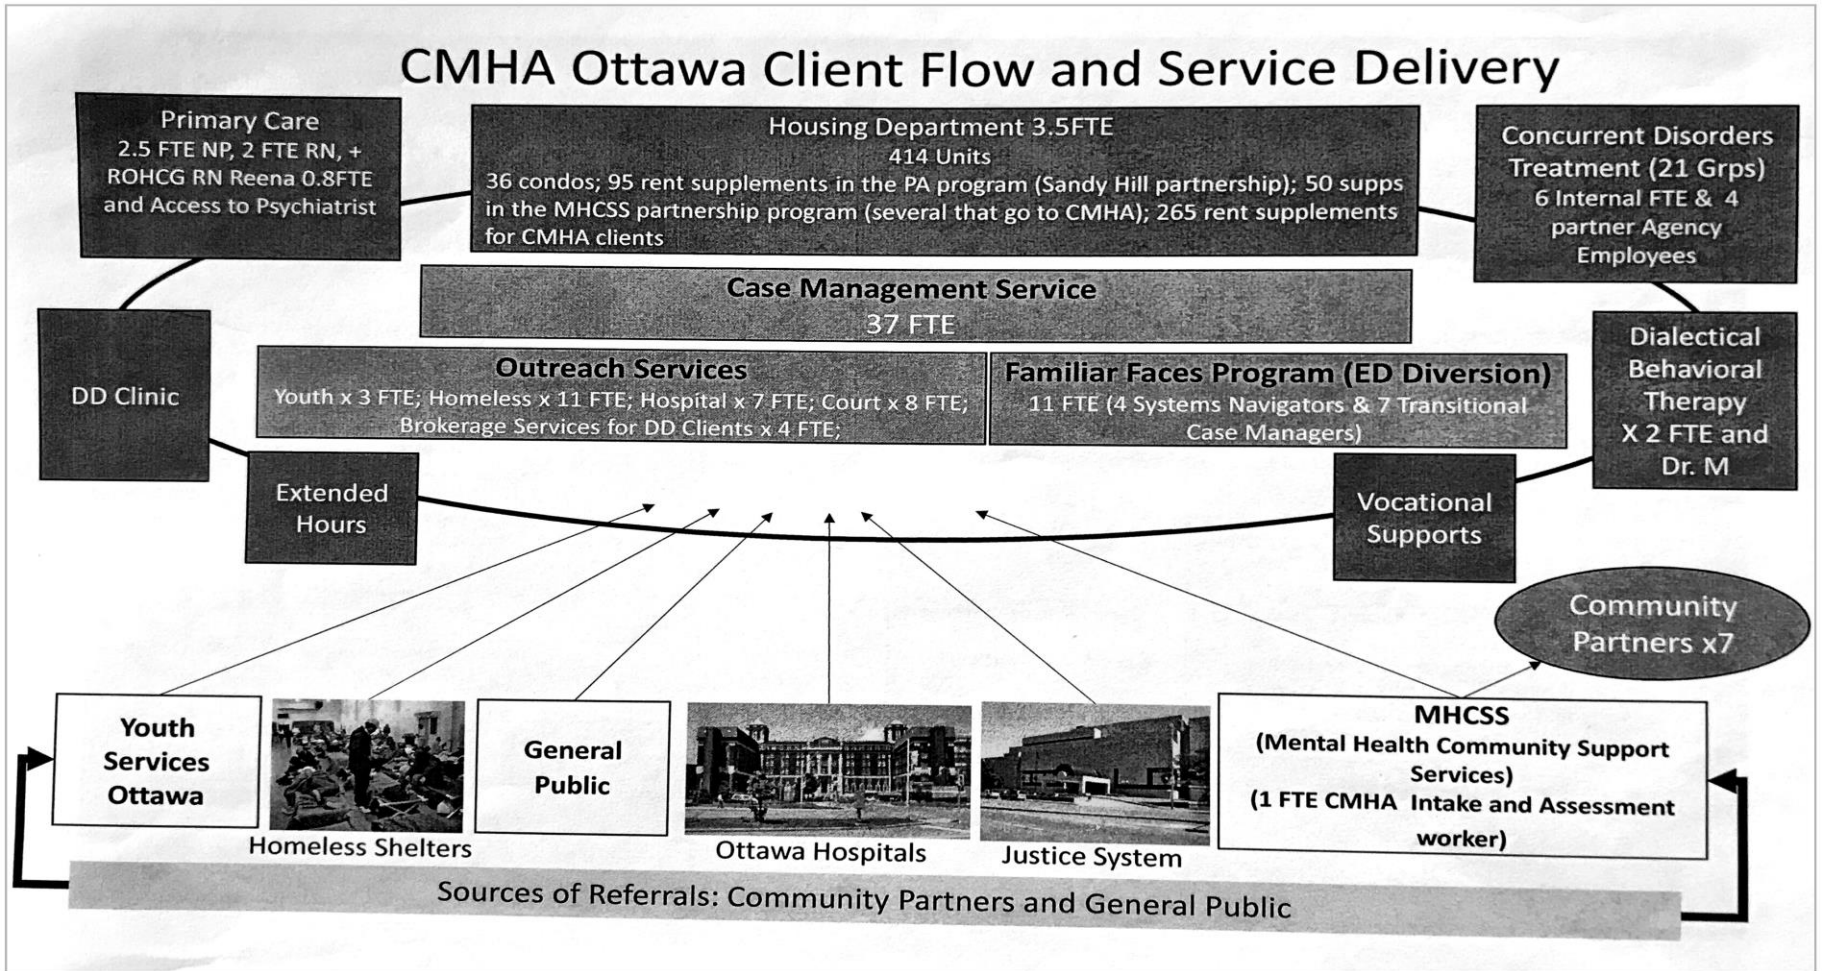 CMHA Ottawa Client Flow and Service Delivery
Primary Care
2.5 FTE NP, 2 FTE RN, +
ROHCG RN Reena 0.8FTE
and Access to Psychiatrist
Housing Department 3.5FTE
414 Units
36 condos; 95 rent supplements in the PA program (Sandy Hill partnership); 50 supps
in the MHCSS partnership program (several that go to CMHA); 265 rent supplements
for CMHA clients
Concurrent Disorders
Treatment (21 Grps)
6 Internal FTE & 4
partner Agency
Employees
Case Management Service
37 FTE
DD Clinic
Outreach Services
Youth x 3 FTE; Homeless x 11 FTE; Hospital x 7 FTE; Court x 8 FTE;
Brokerage Services for DD Clients x 4 FTE;
Familiar Faces Program (ED Diversion)
11 FTE (4 Systems Navigators & 7 Transitional
Case Managers)
Dialectical
Behavioral
Therapy
X 2 FTE and
Dr. M
Extended
Hours
Vocational
Supports
Community
Partners x7
Youth
Services
Ottawa
Homeless Shelters
General
Public
Ottawa Hospitals
Justice System
MHCSS
(Mental Health Community Support
Services)
(1 FTE CMHA Intake and Assessment
worker)
Sources of Referrals: Community Partners and General Public